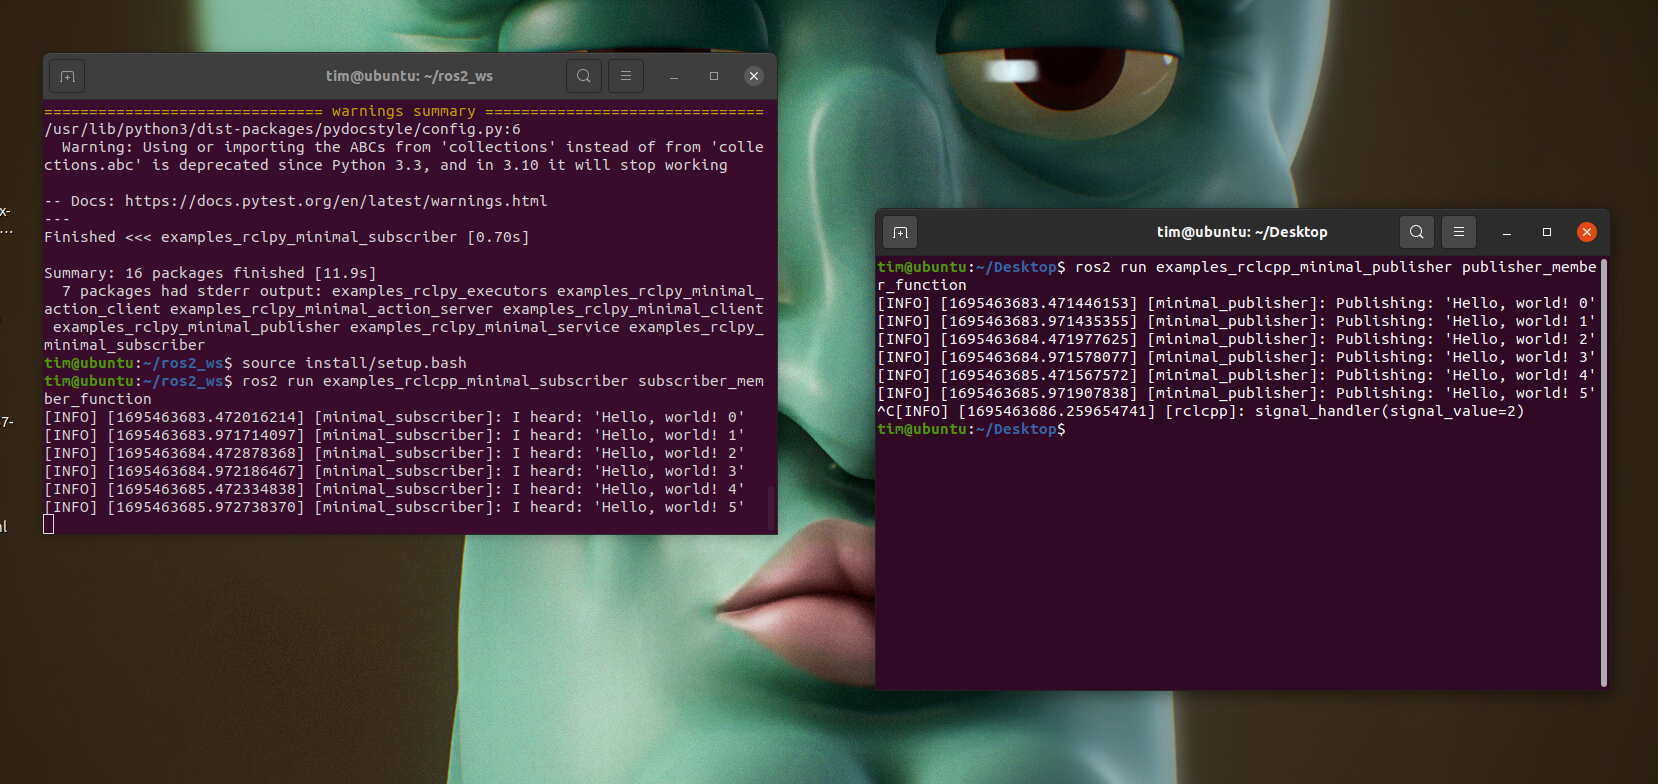 tim@ubuntu: ~/ros2_ws
=============================== warnings summary ===============================
/usr/lib/python3/dist-packages/pydocstyle/config.py:6
  Warning: Using or importing the ABCs from 'collections' instead of from 'colle
ctions.abc' is deprecated since Python 3.3, and in 3.10 it will stop working

-- Docs: https://docs.pytest.org/en/latest/warnings.html
---
Finished <<< examples_rclpy_minimal_subscriber [0.70s]

Summary: 16 packages finished [11.9s]
  7 packages had stderr output: examples_rclpy_executors examples_rclpy_minimal_
action_client examples_rclpy_minimal_action_server examples_rclpy_minimal_client
 examples_rclpy_minimal_publisher examples_rclpy_minimal_service examples_rclpy_
minimal_subscriber
tim@ubuntu:~/ros2_ws$ source install/setup.bash
tim@ubuntu:~/ros2_ws$ ros2 run examples_rclcpp_minimal_subscriber subscriber_mem
ber_function
[INFO] [1695463683.472016214] [minimal_subscriber]: I heard: 'Hello, world! 0'
[INFO] [1695463683.971714097] [minimal_subscriber]: I heard: 'Hello, world! 1'
[INFO] [1695463684.472878368] [minimal_subscriber]: I heard: 'Hello, world! 2'
[INFO] [1695463684.972186467] [minimal_subscriber]: I heard: 'Hello, world! 3'
[INFO] [1695463685.472334838] [minimal_subscriber]: I heard: 'Hello, world! 4'
[INFO] [1695463685.972738370] [minimal_subscriber]: I heard: 'Hello, world! 5'
tim@ubuntu: ~/Desktop
tim@ubuntu:~/Desktop$ ros2 run examples_rclcpp_minimal_publisher publisher_membe
r_function
[INFO] [1695463683.471446153] [minimal_publisher]: Publishing: 'Hello, world! 0'
[INFO] [1695463683.971435355] [minimal_publisher]: Publishing: 'Hello, world! 1'
[INFO] [1695463684.471977625] [minimal_publisher]: Publishing: 'Hello, world! 2'
[INFO] [1695463684.971578077] [minimal_publisher]: Publishing: 'Hello, world! 3'
[INFO] [1695463685.471567572] [minimal_publisher]: Publishing: 'Hello, world! 4'
[INFO] [1695463685.971907838] [minimal_publisher]: Publishing: 'Hello, world! 5'
^C[INFO] [1695463686.259654741] [rclcpp]: signal_handler(signal_value=2)
tim@ubuntu:~/Desktop$